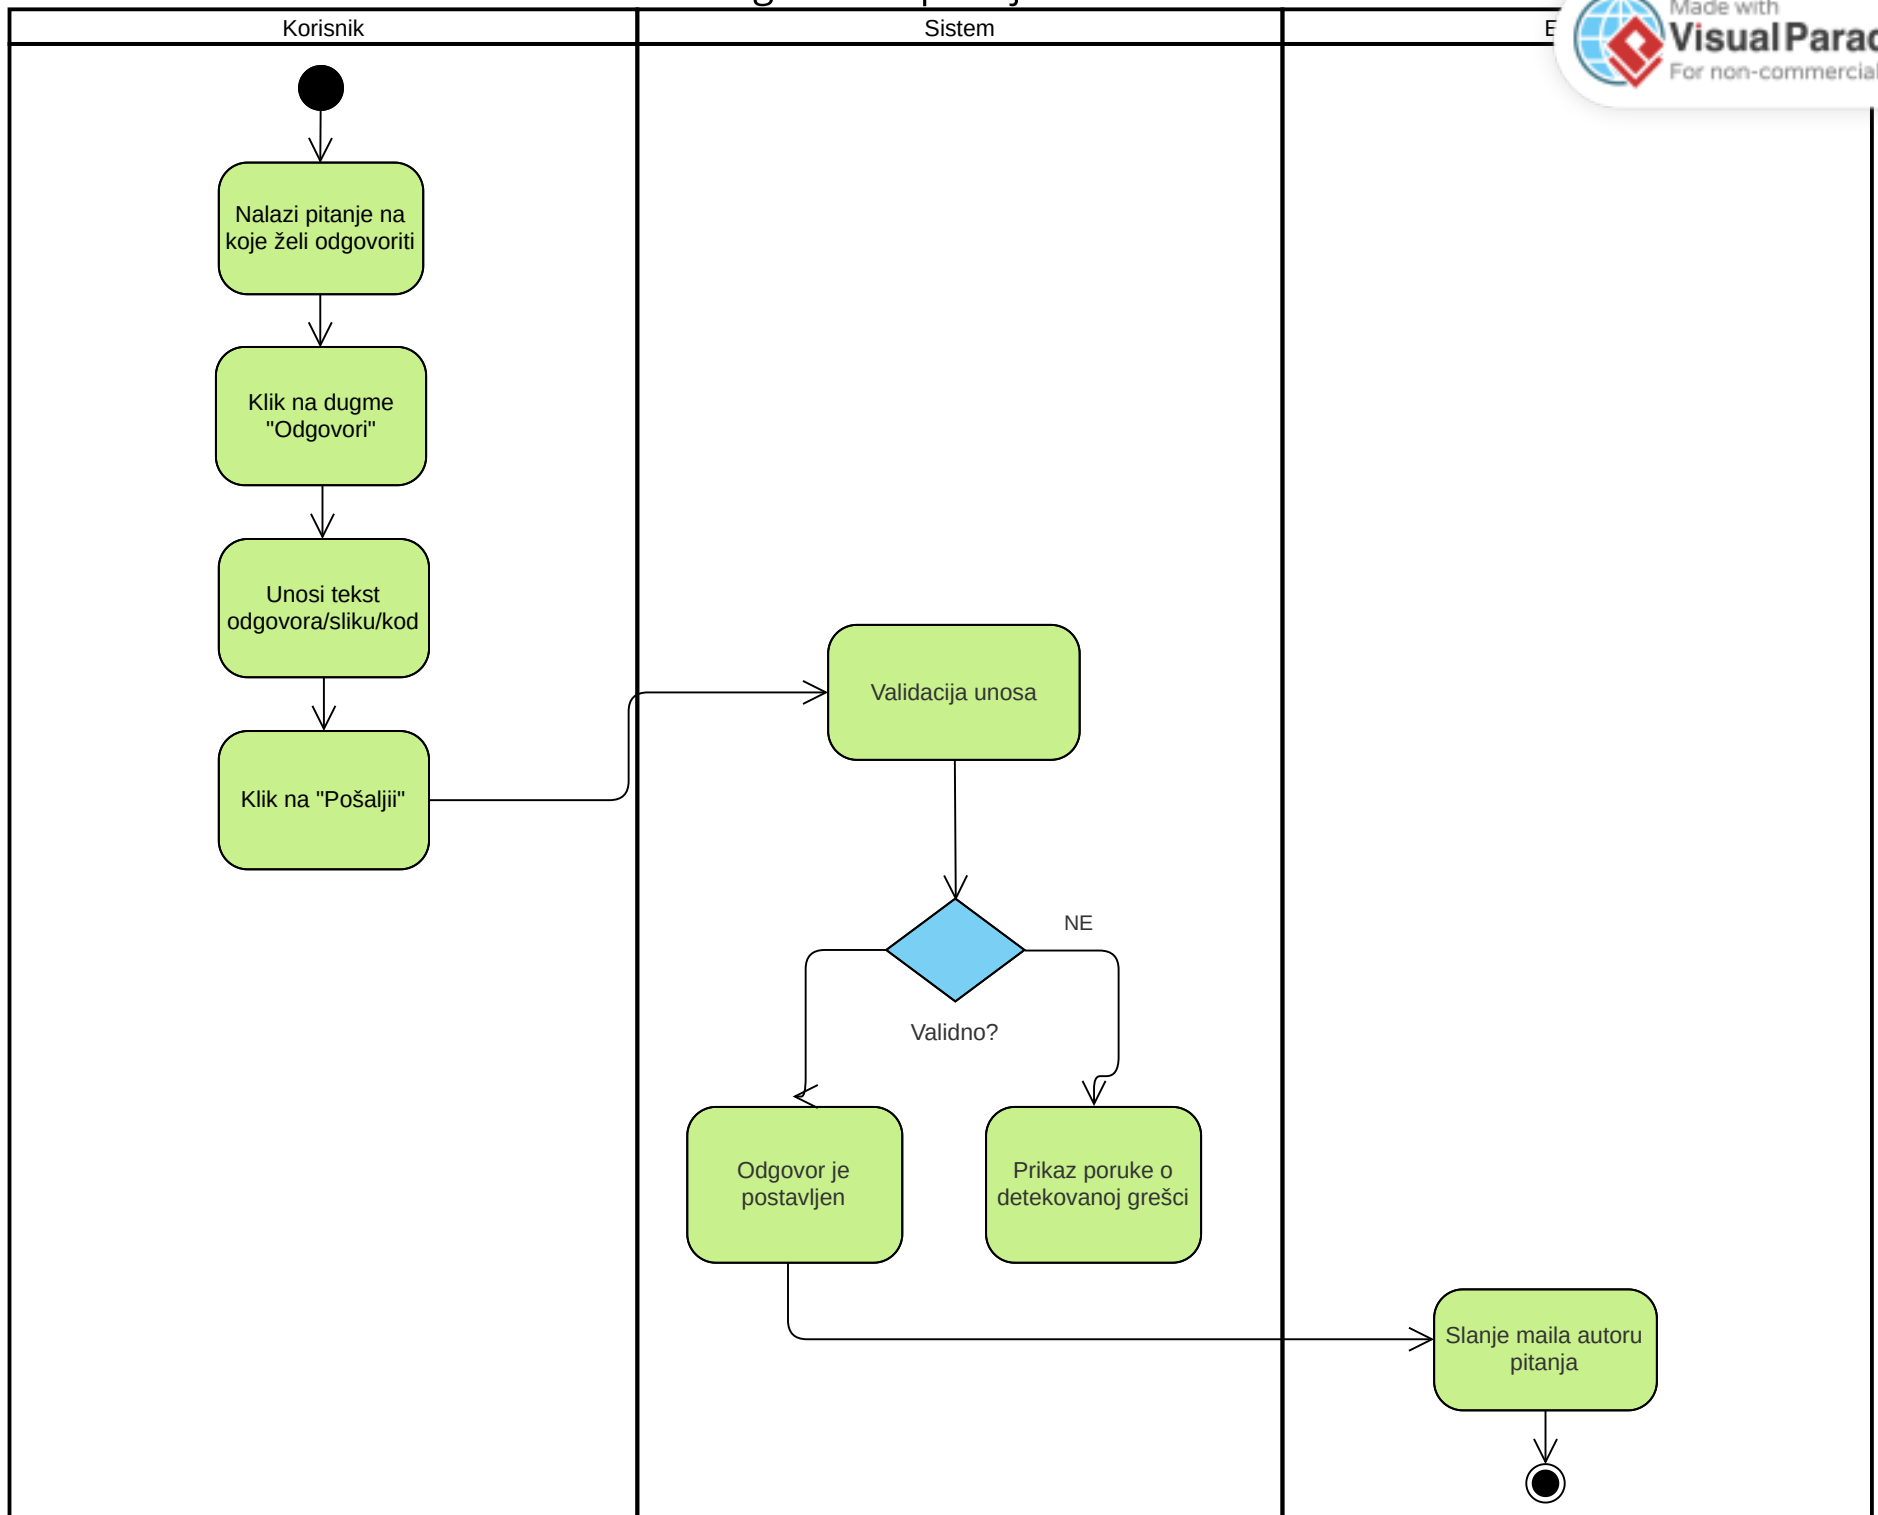 Korisnik
Sistem
Made with
Visual Parad
For non-commercial
Nalazi pitanje na
koje želi odgovoriti
Klik na dugme
"Odgovori"
Unosi tekst
odgovora/sliku/kod
Validacija unosa
Klik na "Pošaljii"
NE
Validno?
Odgovor je
postavljen
Prikaz poruke o
detekovanoj grešci
Slanje maila autoru
pitanja